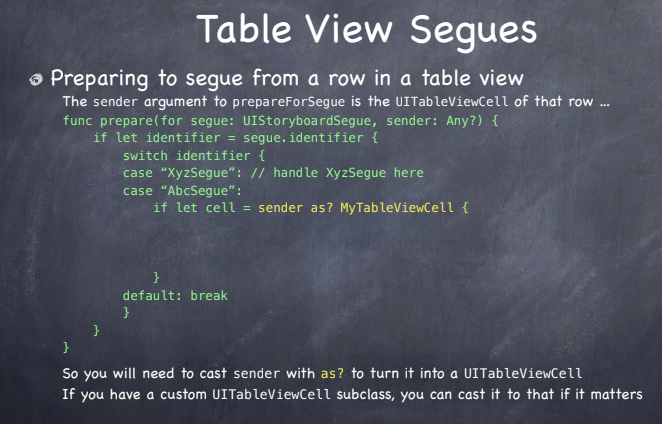 Table View Segues
Preparing to segue from a row in a table view
The sender argument to prepareForSegue is the UITableViewCell of that row …
func prepare(for segue: UIStoryboardSegue, sender: Any?) {
    if let identifier = segue.identifier {
        switch identifier {
        case “XyzSegue”: // handle XyzSegue here
        case “AbcSegue”:
            if let cell = sender as? MyTableViewCell {
            }
        default: break
        }
    }
}
So you will need to cast sender with as? to turn it into a UITableViewCell
If you have a custom UITableViewCell subclass, you can cast it to that if it matters